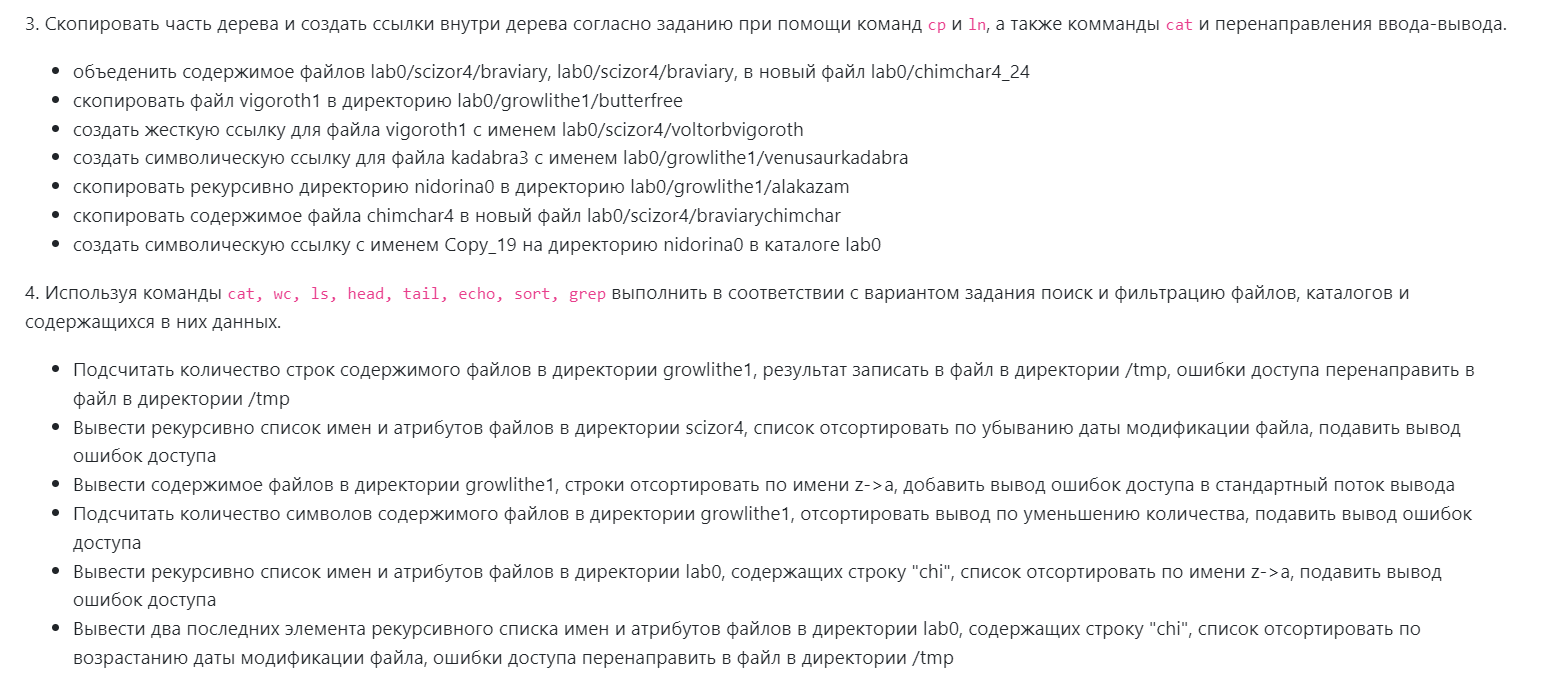 3. Скопировать часть дерева и создать ссылки внутри дерева согласно заданию при помощи команд cp и ln, а также комманды cat и перенаправления ввода-вывода.
• объеденить содержимое файлов lab0/scizor4/braviary, lab0/scizor4/braviary, в новый файл lab0/chimchar4_24
• скопировать файл vigoroth1 в директорию lab0/growlithe1/butterfree
• создать жесткую ссылку для файла vigoroth1 с именем lab0/scizor4/voltorbvigoroth
• создать символическую ссылку для файла kadabra3 с именем lab0/growlithe1/venusaurkadabra
• скопировать рекурсивно директорию nidorina0 в директорию lab0/growlithe1/alakazam
• скопировать содержимое файла chimchar4 в новый файл lab0/scizor4/braviarychimchar
• создать символическую ссылку c именем Copy_19 на директорию nidorina0 в каталоге lab0
4. Используя команды cat, wc, ls, head, tail, echo, sort, grep выполнить в соответствии с вариантом задания поиск и фильтрацию файлов, каталогов и
содержащихся в них данных.
• Подсчитать количество строк содержимого файлов в директории growlithe1, результат записать в файл в директории /tmp, ошибки доступа перенаправить в
файл в директории /tmp
• Вывести рекурсивно список имен и атрибутов файлов в директории scizor4, список отсортировать по убыванию даты модификации файла, подавить вывод
ошибок доступа
• Вывести содержимое файлов в директории growlithe1, строки отсортировать по имени z->a, добавить вывод ошибок доступа в стандартный поток вывода
• Подсчитать количество символов содержимого файлов в директории growlithe1, отсортировать вывод по уменьшению количества, подавить вывод ошибок
доступа
• Вывести рекурсивно список имен и атрибутов файлов в директории lab0, содержащих строку "chi", список отсортировать по имени z->a, подавить вывод
ошибок доступа
• Вывести два последних элемента рекурсивного списка имен и атрибутов файлов в директории lab0, содержащих строку "chi", список отсортировать по
возрастанию даты модификации файла, ошибки доступа перенаправить в файл в директории /tmp